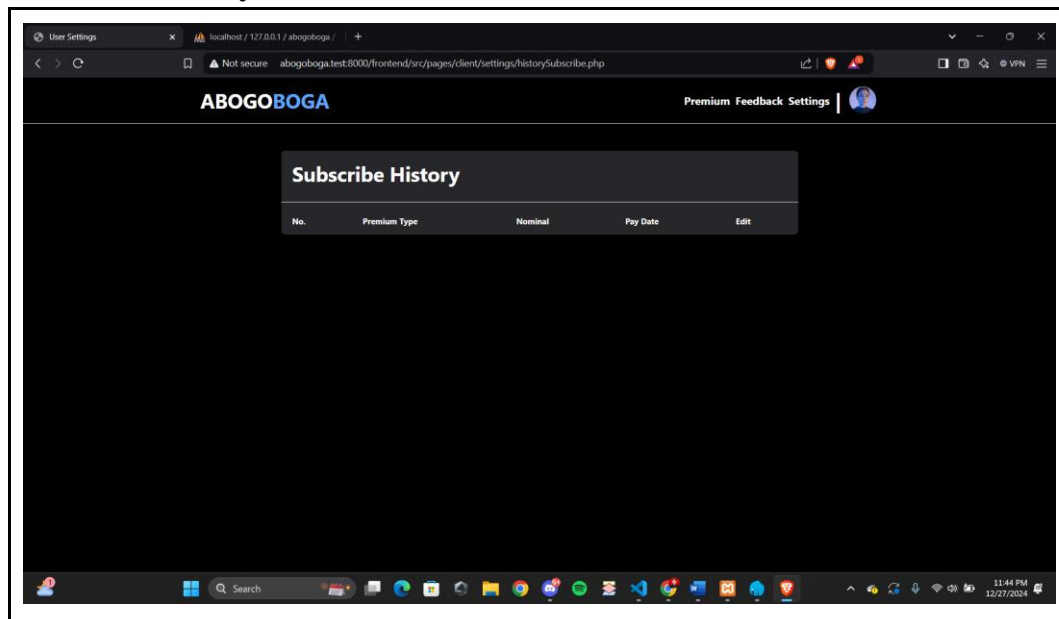 User Settings
localhost / 127.0.0.1 / abogoboga /
Not secure abogoboga.test:8000/frontend/src/pages/client/settings/historySubscribe.php
VPN
ABOGOBOGA
Premium Feedback Settings
Subscribe History
No. Premium Type Nominal Pay Date Edit
Search
11:44 PM
12/27/2024